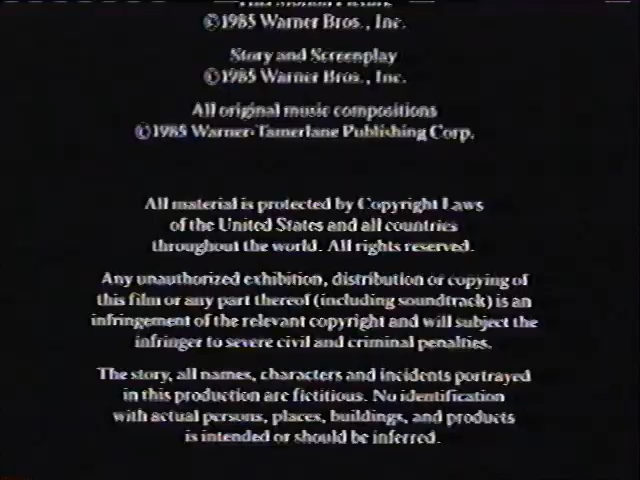 ©1985 Warner Bros., Inc.
Story and Screenplay
©1985 Warner Bros., Inc.
All original music compositions
©1985 Warner-Tamerlane Publishing Corp.
All material is protected by Copyright Laws
of the United States and all countries
throughout the world. All rights reserved.
Any unauthorized exhibition, distribution or copying of
this film or any part thereof (including soundtrack) is an
infringement of the relevant copyright and will subject the
infringer to severe civil and criminal penalties.
The story, all names, characters and incidents portrayed
in this production are fictitious. No identification
with actual persons, places, buildings, and products
is intended or should be inferred.